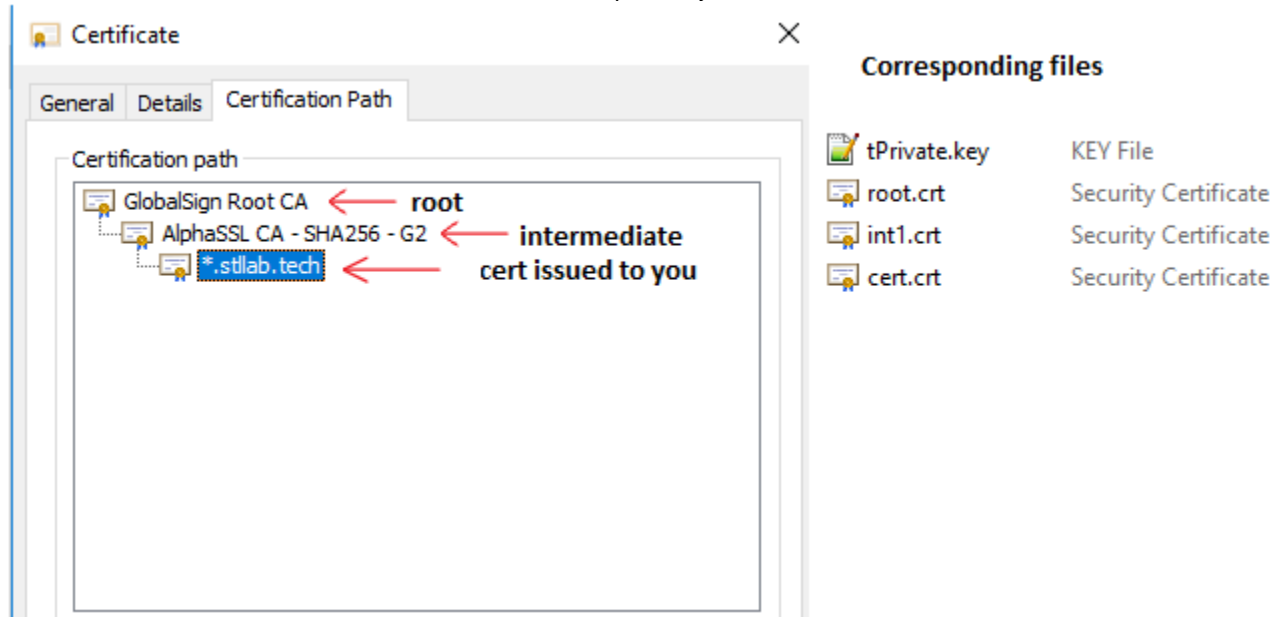 Certificate
General Details Certification Path
Certification path
GlobalSign Root CA root
AlphaSSL CA - SHA256 - G2 intermediate
*.stllab.tech cert issued to you
Corresponding files
tPrivate.key KEY File
root.crt Security Certificate
int1.crt Security Certificate
cert.crt Security Certificate